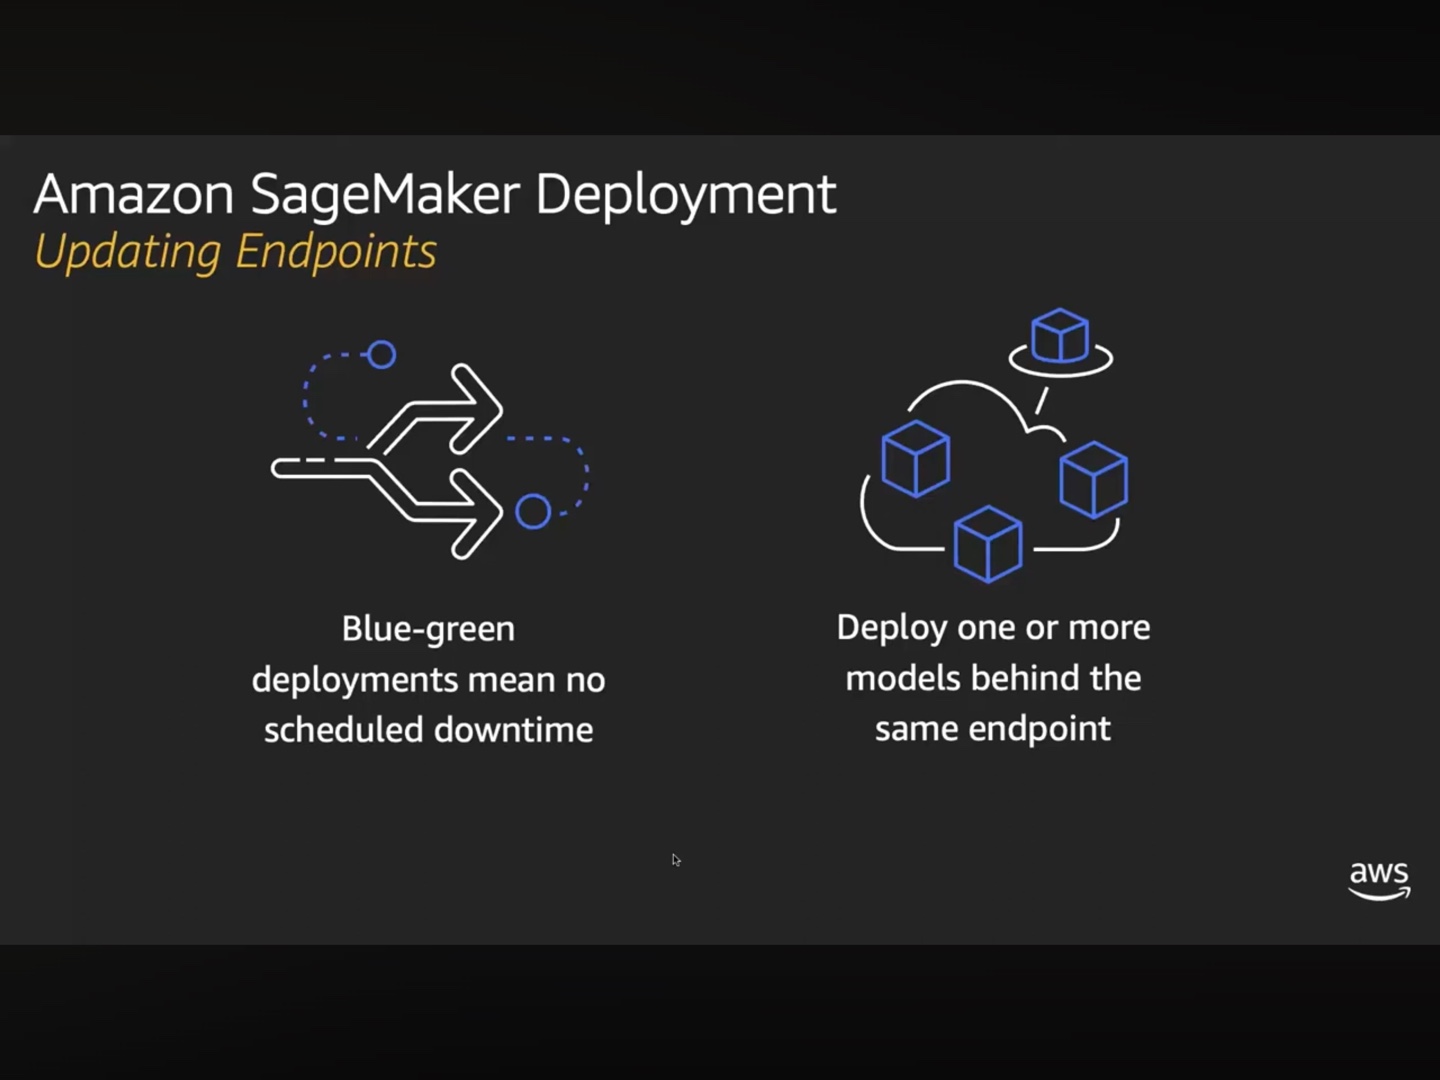 Amazon SageMaker Deployment
Updating Endpoints
Blue-green
deployments mean no
scheduled downtime
Deploy one or more
models behind the
same endpoint
aws